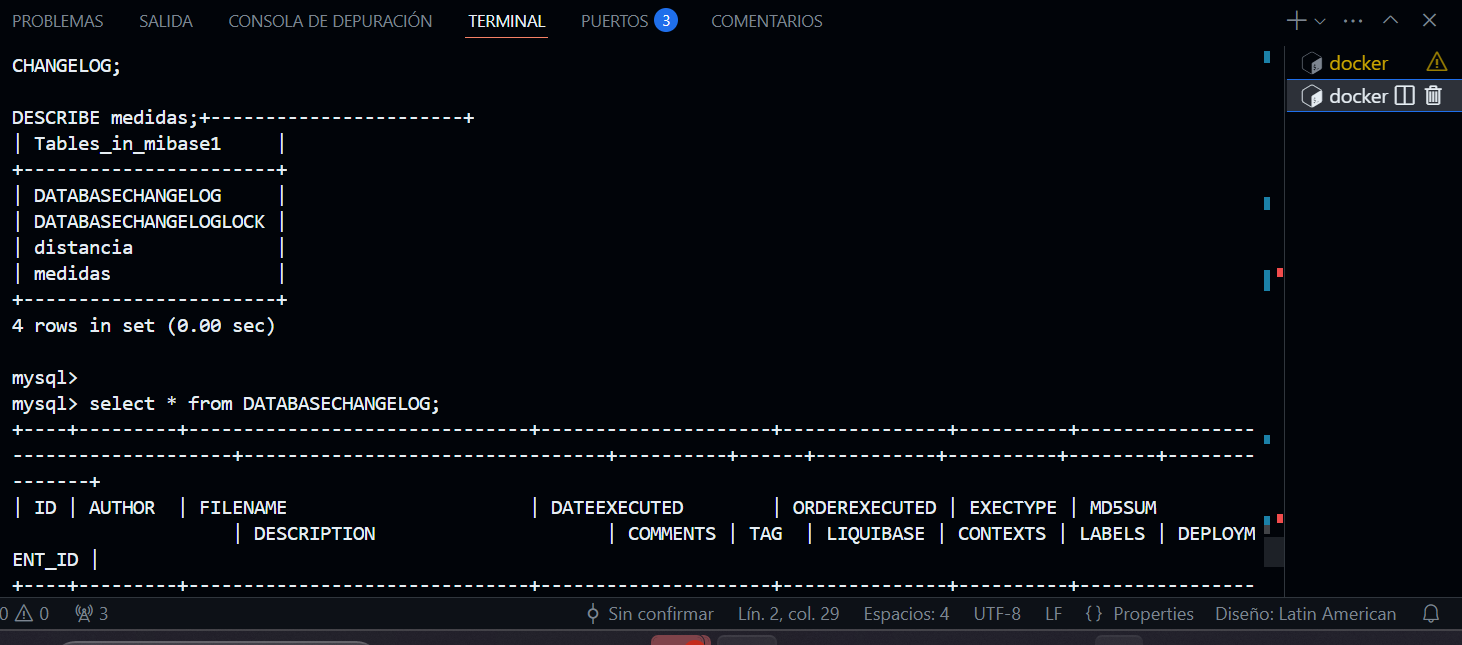 PROBLEMAS SALIDA CONSOLA DE DEPURACIÓN TERMINAL PUERTOS 3 COMENTARIOS
CHANGELOG;
DESCRIBE medidas;+-----------------------+
| Tables_in_mibase1     |
+-----------------------+
| DATABASECHANGELOG     |
| DATABASECHANGELOGLOCK |
| distancia             |
| medidas               |
+-----------------------+
4 rows in set (0.00 sec)
mysql>
mysql> select * from DATABASECHANGELOG;
+----+---------+-------------------------------+---------------------+---------------+----------+----------------
--------------------+---------------------------------+----------+------+-----------+----------+--------+--------
-------+
| ID | AUTHOR  | FILENAME                      | DATEEXECUTED        | ORDEREXECUTED | EXECTYPE | MD5SUM
                    | DESCRIPTION                     | COMMENTS | TAG  | LIQUIBASE | CONTEXTS | LABELS | DEPLOYM
ENT_ID |
+----+---------+-------------------------------+---------------------+---------------+----------+----------------
docker
docker
0 0 3 Sin confirmar Lín. 2, col. 29 Espacios: 4 UTF-8 LF {} Properties Diseño: Latin American